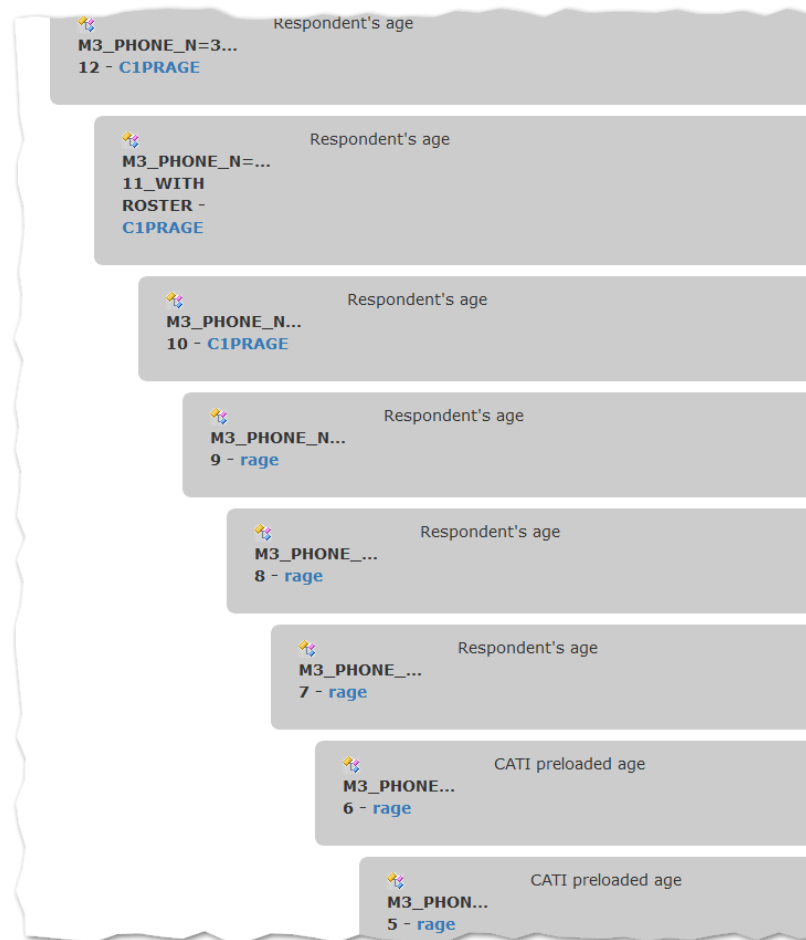 Respondent's age
M3_PHONE_N=3...
12 - C1PRAGE
Respondent's age
M3_PHONE_N=...
11_WITH
ROSTER -
C1PRAGE
Respondent's age
M3_PHONE_N...
10 - C1PRAGE
Respondent's age
M3_PHONE_N...
9 - rage
Respondent's age
M3_PHONE_...
8 - rage
Respondent's age
M3_PHONE_...
7 - rage
CATI preloaded age
M3_PHONE...
6 - rage
CATI preloaded age
M3_PHON...
5 - rage